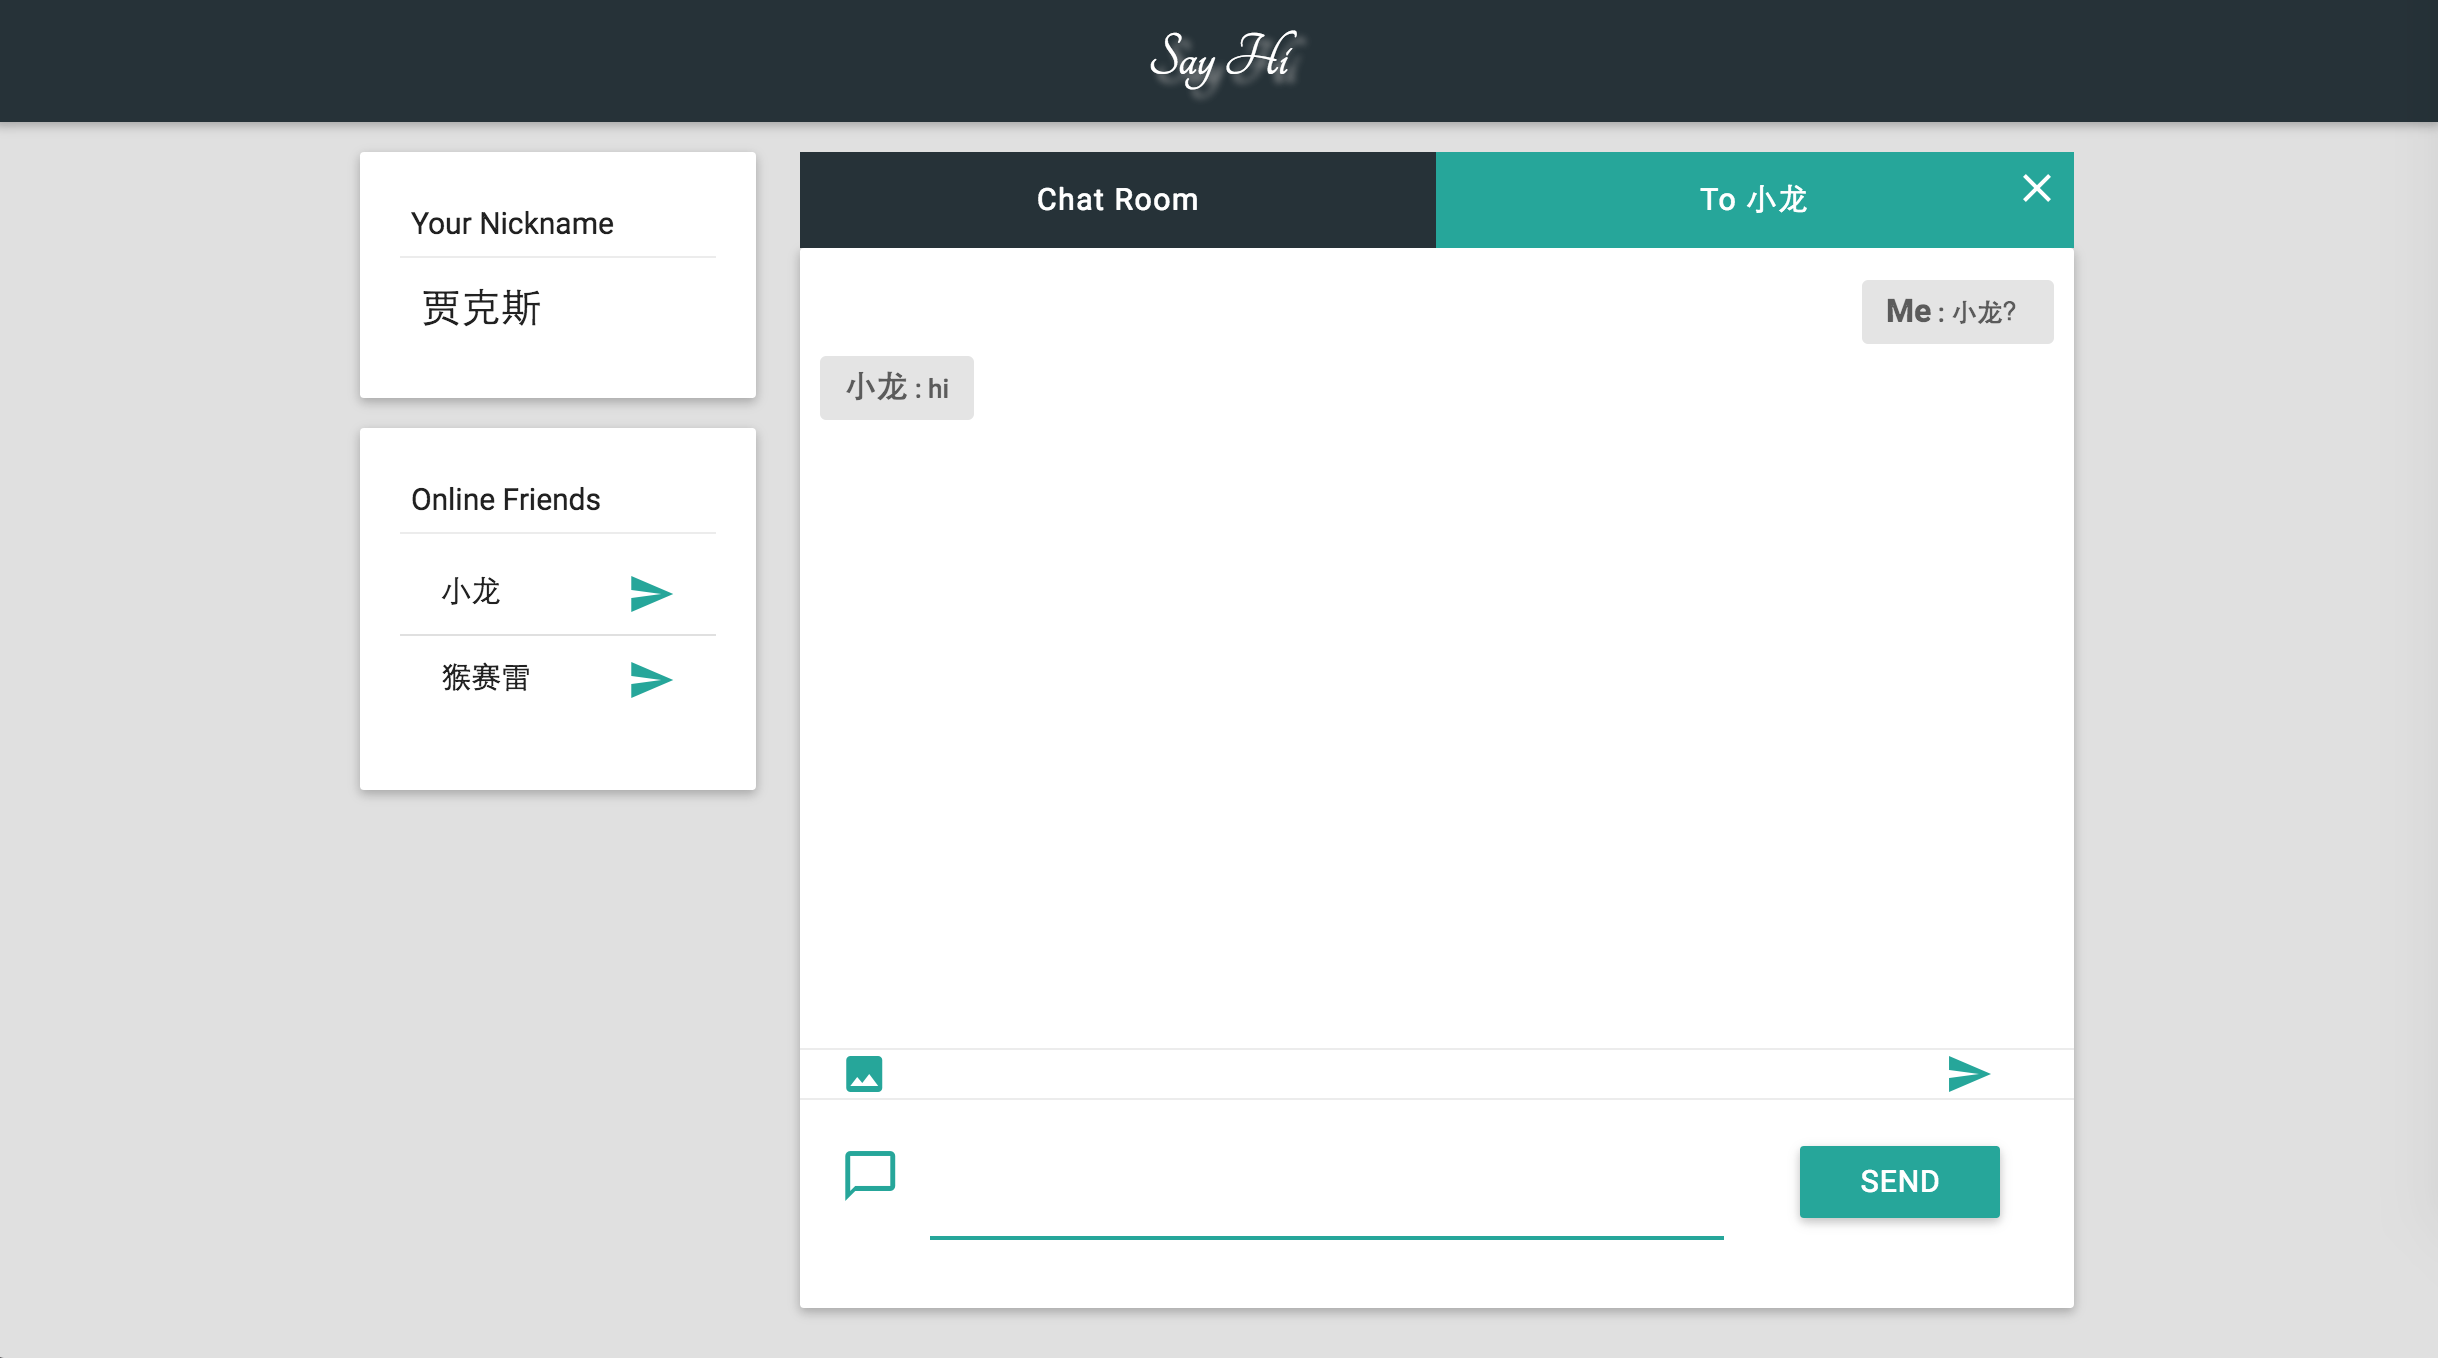 Say Hi
Your Nickname
贾克斯
Online Friends
小龙
猴赛雷
Chat Room
To 小龙
Me : 小龙?
小龙 : hi
SEND